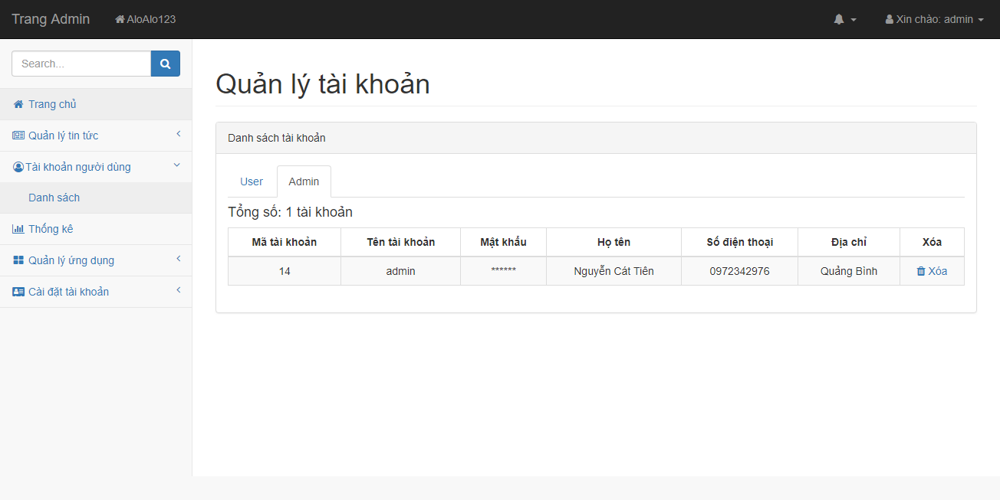 Trang Admin AloAlo123 Xin chào: admin
Search...
Trang chủ
Quản lý tin tức
Tài khoản người dùng
Danh sách
Thống kê
Quản lý ứng dụng
Cài đặt tài khoản
Quản lý tài khoản
Danh sách tài khoản
User Admin
Tổng số: 1 tài khoản
Mã tài khoản Tên tài khoản Mật khẩu Họ tên Số điện thoại Địa chỉ Xóa
14 admin ****** Nguyễn Cát Tiên 0972342976 Quảng Bình Xóa